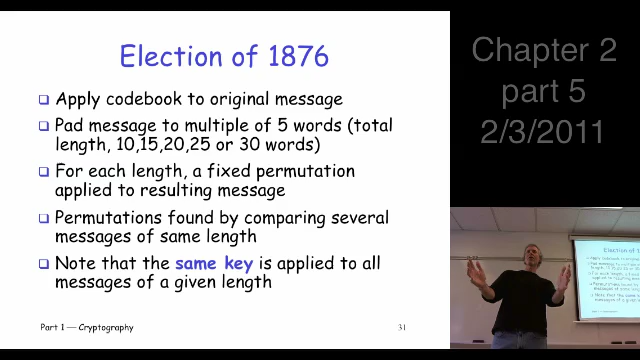 Election of 1876
Apply codebook to original message
Pad message to multiple of 5 words (total
length, 10,15,20,25 or 30 words)
For each length, a fixed permutation
applied to resulting message
Permutations found by comparing several
messages of same length
Note that the same key is applied to all
messages of a given length
Part 1 — Cryptography
31
Chapter 2
part 5
2/3/2011
Election of 1